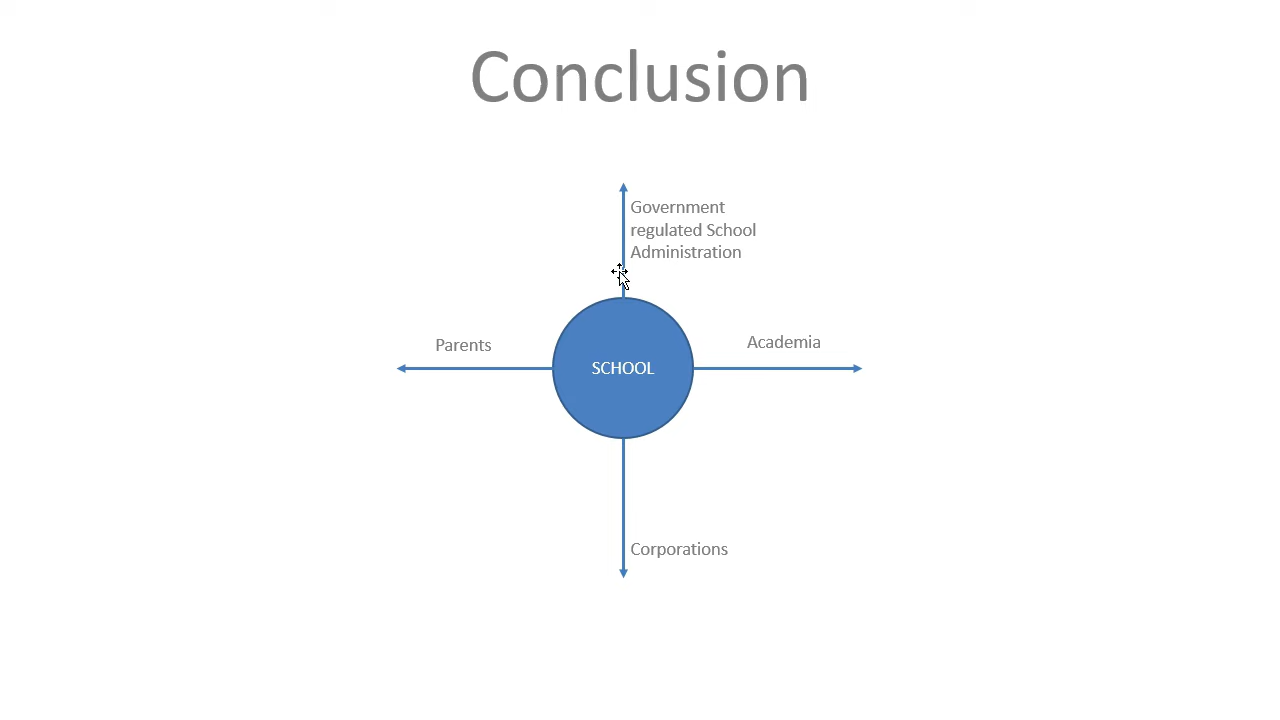 Conclusion
Government
regulated School
Administration
Parents
Academia
SCHOOL
Corporations